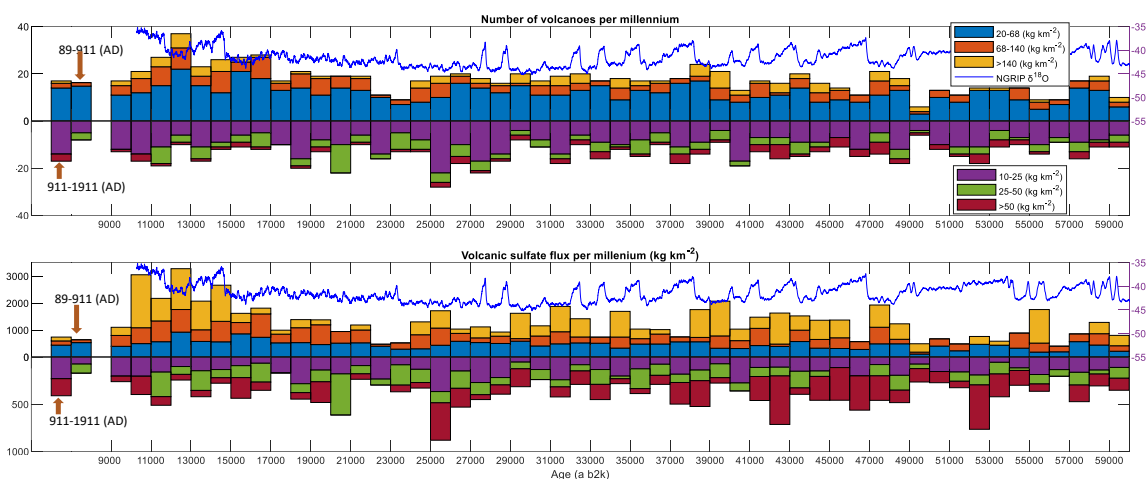 Number of volcanoes per millennium
40
20
0
-20
-40
89-911 (AD)
911-1911 (AD)
20-68 (kg km-2)
68-140 (kg km-2)
>140 (kg km-2)
NGRIP δ18O
10-25 (kg km-2)
25-50 (kg km-2)
>50 (kg km-2)
-35
-40
-45
-50
-55
9000 11000 13000 15000 17000 19000 21000 23000 25000 27000 29000 31000 33000 35000 37000 39000 41000 43000 45000 47000 49000 51000 53000 55000 57000 59000
Volcanic sulfate flux per millenium (kg km-2)
3000
2000
1000
0
500
1000
89-911 (AD)
911-1911 (AD)
-35
-40
-45
-50
-55
9000 11000 13000 15000 17000 19000 21000 23000 25000 27000 29000 31000 33000 35000 37000 39000 41000 43000 45000 47000 49000 51000 53000 55000 57000 59000
Age (a b2k)